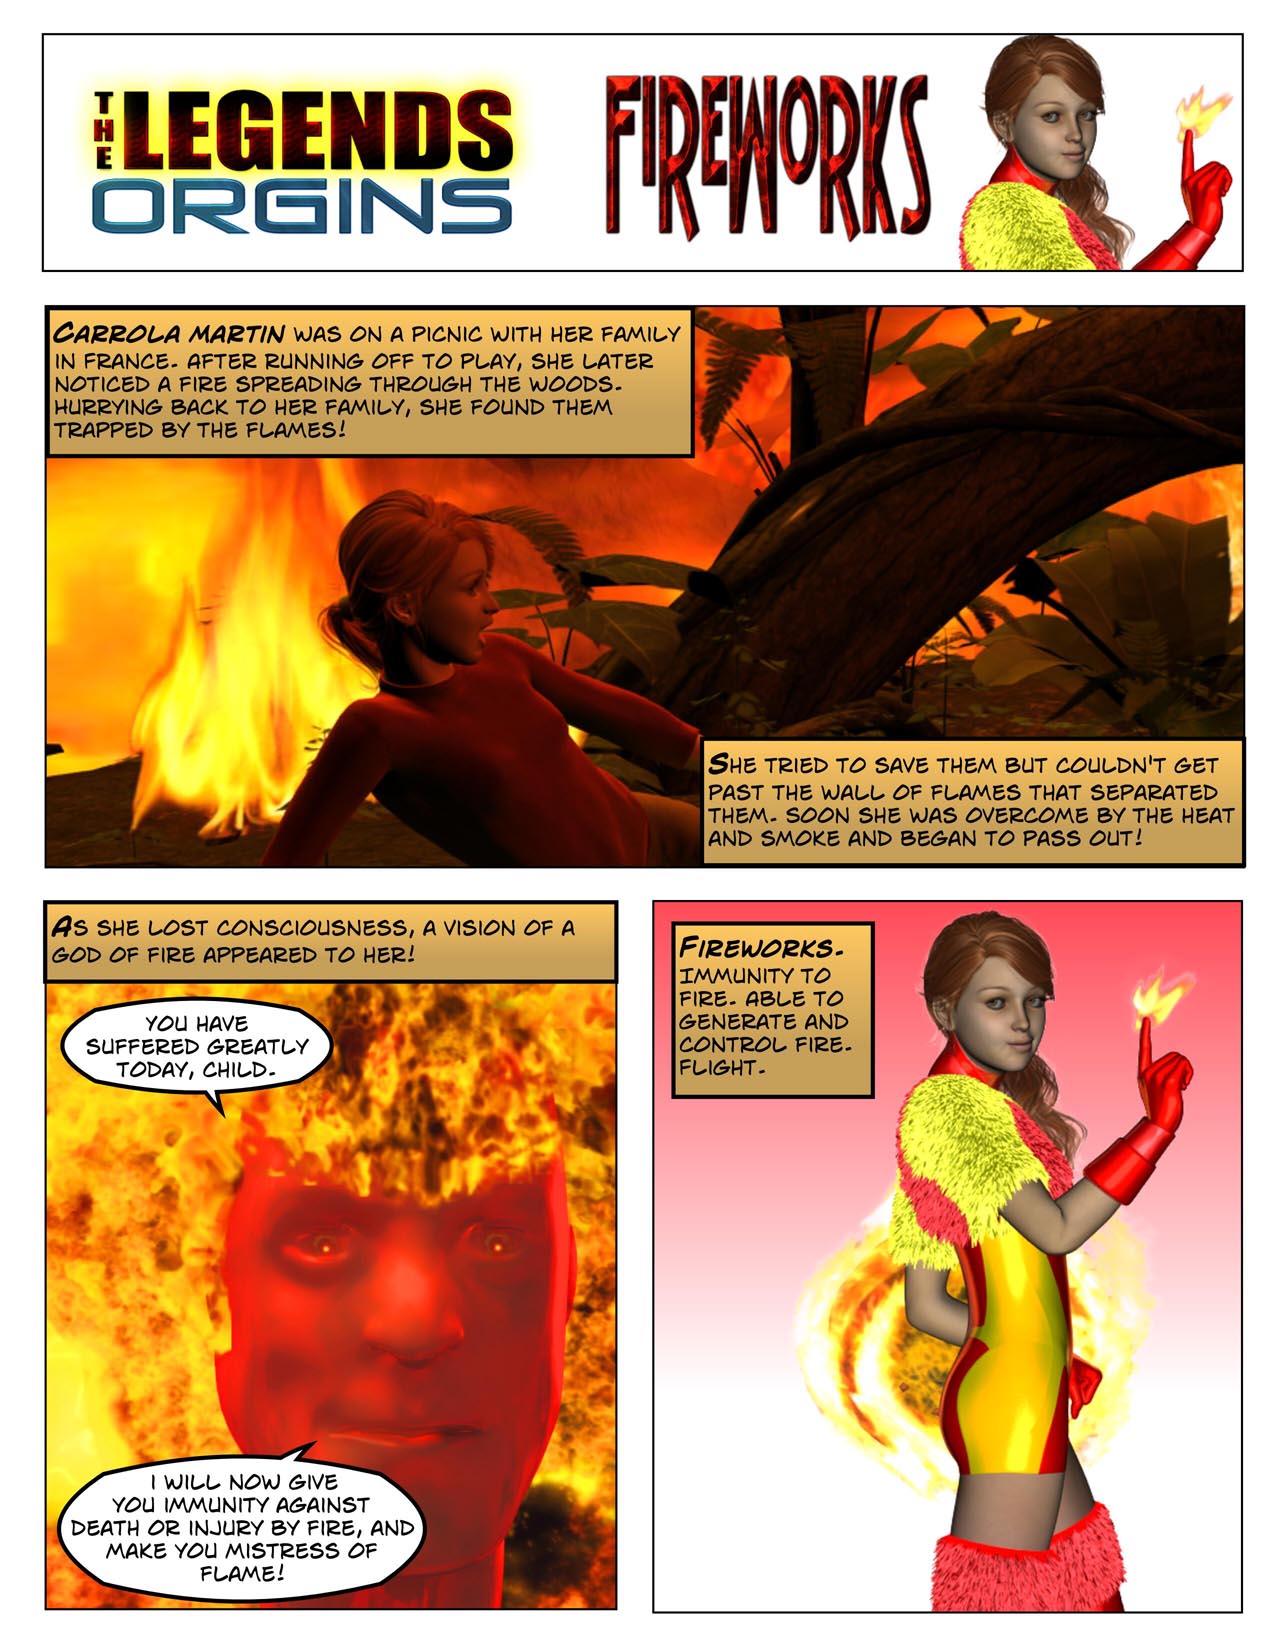 THE LEGENDS
ORGINS
FIREWORKS
CARROLA MARTIN WAS ON A PICNIC WITH HER FAMILY
IN FRANCE. AFTER RUNNING OFF TO PLAY, SHE LATER
NOTICED A FIRE SPREADING THROUGH THE WOODS.
HURRYING BACK TO HER FAMILY, SHE FOUND THEM
TRAPPED BY THE FLAMES!
SHE TRIED TO SAVE THEM BUT COULDN'T GET
PAST THE WALL OF FLAMES THAT SEPARATED
THEM. SOON SHE WAS OVERCOME BY THE HEAT
AND SMOKE AND BEGAN TO PASS OUT!
AS SHE LOST CONSCIOUSNESS, A VISION OF A
GOD OF FIRE APPEARED TO HER!
YOU HAVE
SUFFERED GREATLY
TODAY, CHILD.
I WILL NOW GIVE
YOU IMMUNITY AGAINST
DEATH OR INJURY BY FIRE, AND
MAKE YOU MISTRESS OF
FLAME!
FIREWORKS.
IMMUNITY TO
FIRE. ABLE TO
GENERATE AND
CONTROL FIRE.
FLIGHT.